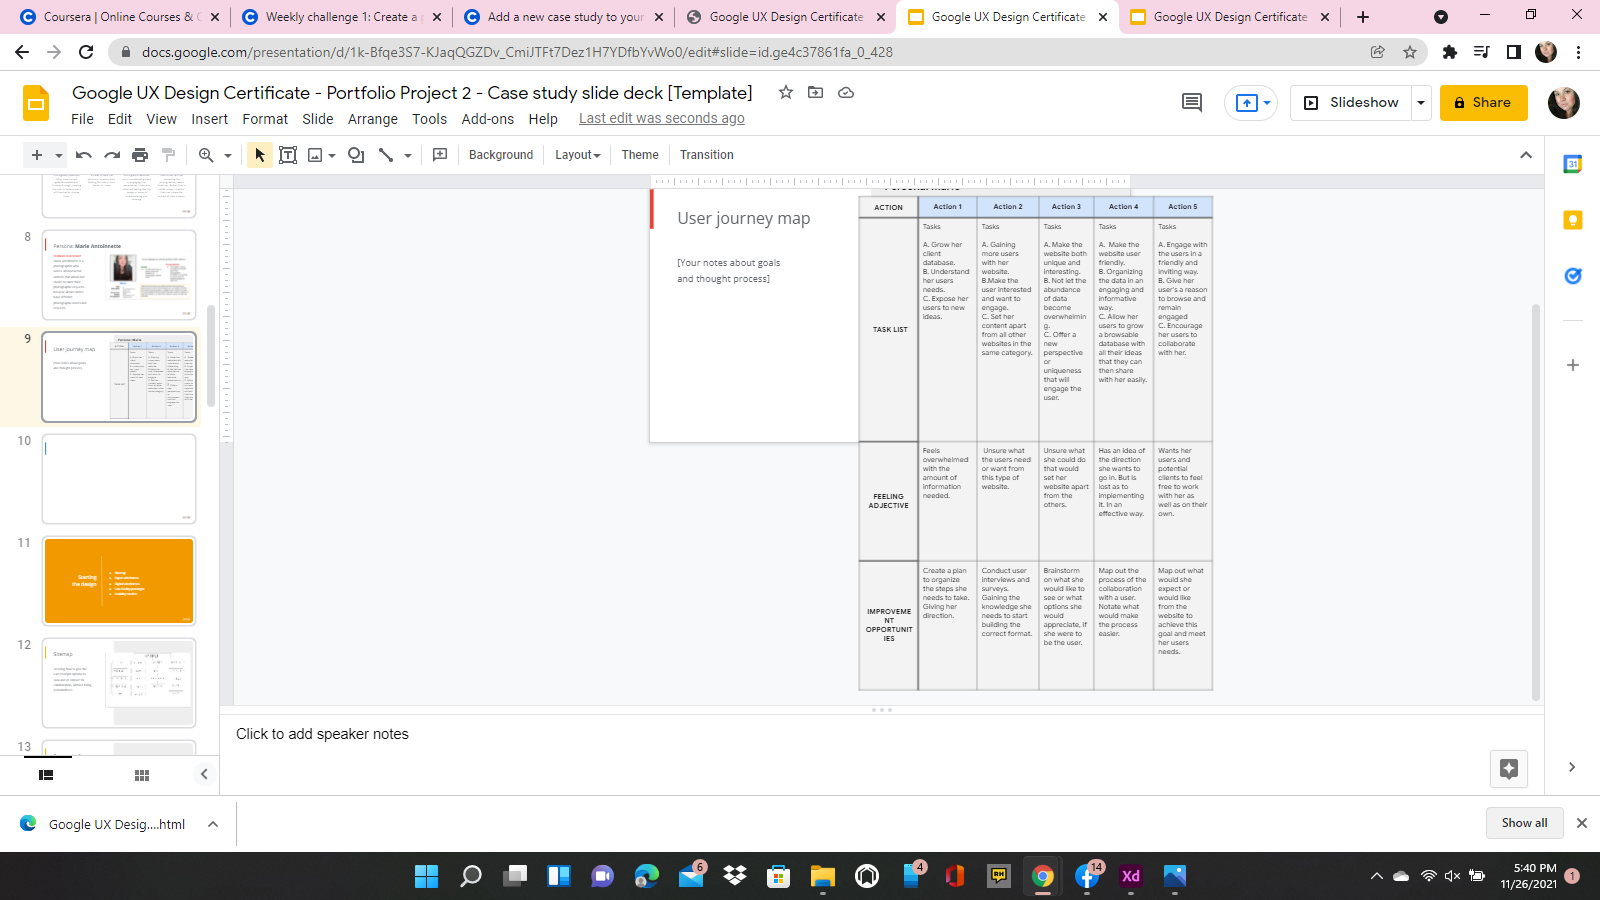 Coursera | Online Courses & C
Weekly challenge 1: Create a p
Add a new case study to your
Google UX Design Certificate
Google UX Design Certificate
Google UX Design Certificate
docs.google.com/presentation/d/1k-Bfqe3S7-KJaqQGZDv_CmiJTFt7Dez1H7YDfbYvWo0/edit#slide=id.ge4c37861fa_0_428
Google UX Design Certificate - Portfolio Project 2 - Case study slide deck [Template]
File Edit View Insert Format Slide Arrange Tools Add-ons Help Last edit was seconds ago
Slideshow
Share
Background Layout Theme Transition
31
8
Persona: Marie Antoinnette
9
User journey map
10
11
Starting
the design
12
Sitemap
13
User journey map
[Your notes about goals
and thought process]
ACTION
Action 1
Action 2
Action 3
Action 4
Action 5
TASK LIST
Tasks
A. Grow her
client
database.
B. Understand
her users
needs.
C. Expose her
users to new
ideas.
Tasks
A. Gaining
more users
with her
website.
B.Make the
user interested
and want to
engage.
C. Set her
content apart
from all other
websites in the
same category.
Tasks
A. Make the
website both
unique and
interesting.
B. Not let the
abundance
of data
become
overwhelmin
g.
C. Offer a
new
perspective
or
uniqueness
that will
engage the
user.
Tasks
A. Make the
website user
friendly.
B. Organizing
the data in an
engaging and
informative
way.
C. Allow her
users to grow
a browsable
database with
all their ideas
that they can
then share
with her easily.
Tasks
A. Engage with
the users in a
friendly and
inviting way.
B. Give her
user's a reason
to browse and
remain
engaged
C. Encourage
her users to
collaborate
with her.
FEELING
ADJECTIVE
Feels
overwhelmed
with the
amount of
information
needed.
Unsure what
the users need
or want from
this type of
website.
Unsure what
she could do
that would
set her
website apart
from the
others.
Has an idea of
the direction
she wants to
go in. But is
lost as to
implementing
it. In an
effective way.
Wants her
users and
potential
clients to feel
free to work
with her as
well as on their
own.
IMPROVEME
NT
OPPORTUNIT
IES
Create a plan
to organize
the steps she
needs to take.
Giving her
direction.
Conduct user
interviews and
surveys.
Gaining the
knowledge she
needs to start
building the
correct format.
Brainstorm
on what she
would like to
see or what
options she
would
appreciate, if
she were to
be the user.
Map out the
process of the
collaboration
with a user.
Notate what
would make
the process
easier.
Map out what
would she
expect or
would like
from the
website to
achieve this
goal and meet
her users
needs.
Click to add speaker notes
Google UX Desig....html
Show all
6
4
RH
14
Xd
5:40 PM
11/26/2021
1